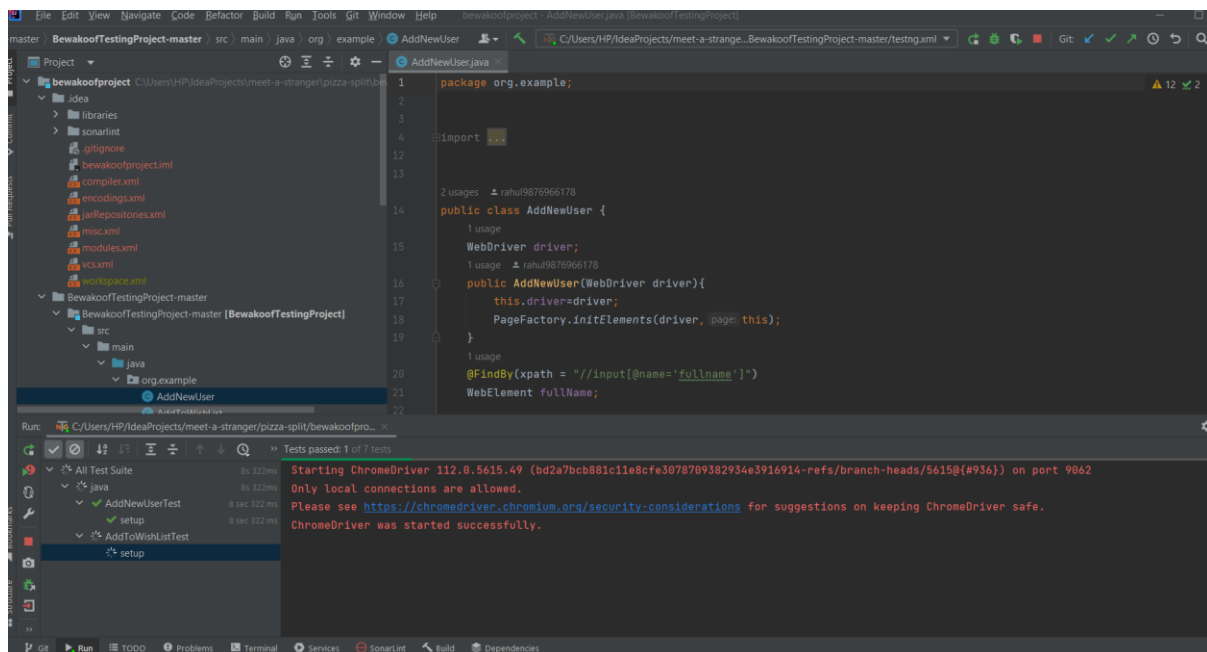 File Edit View Navigate Code Refactor Build Run Tools Git Window Help bewakoofproject - AddNewUser.java [BewakoofTestingProject]
master BewakoofTestingProject-master src main java org example AddNewUser C:/Users/HP/IdeaProjects/meet-a-strange...BewakoofTestingProject-master/testng.xml Git:
Project
AddNewUser.java
bewakoofproject C:\Users\HP\IdeaProjects\meet-a-stranger\pizza-split\be
.idea
libraries
sonarlint
.gitignore
bewakoofproject.iml
compiler.xml
encodings.xml
jarRepositories.xml
misc.xml
modules.xml
vcs.xml
workspace.xml
BewakoofTestingProject-master
BewakoofTestingProject-master [BewakoofTestingProject]
src
main
java
org.example
AddNewUser
AddToWishList
Project
Commit
Pull Requests
1 package org.example;
12 2
2
3
4 import ...
12
13
2 usages rahul9876966178
14 public class AddNewUser {
1 usage
15 WebDriver driver;
1 usage rahul9876966178
16 public AddNewUser(WebDriver driver){
17 this.driver=driver;
18 PageFactory.initElements(driver, page: this);
19 }
1 usage
20 @FindBy(xpath = "//input[@name='fullname']")
21 WebElement fullName;
22
Run: C:/Users/HP/IdeaProjects/meet-a-stranger/pizza-split/bewakoofpro...
Tests passed: 1 of 7 tests
All Test Suite 8s 322ms
java 8s 322ms
AddNewUserTest 8 sec 322 ms
setup 8 sec 322 ms
AddToWishListTest
setup
Starting ChromeDriver 112.0.5615.49 (bd2a7bcb881c11e8cfe3078709382934e3916914-refs/branch-heads/5615@{#936}) on port 9062
Only local connections are allowed.
Please see https://chromedriver.chromium.org/security-considerations for suggestions on keeping ChromeDriver safe.
ChromeDriver was started successfully.
Bookmarks
Structure
Git Run TODO Problems Terminal Services SonarLint Build Dependencies